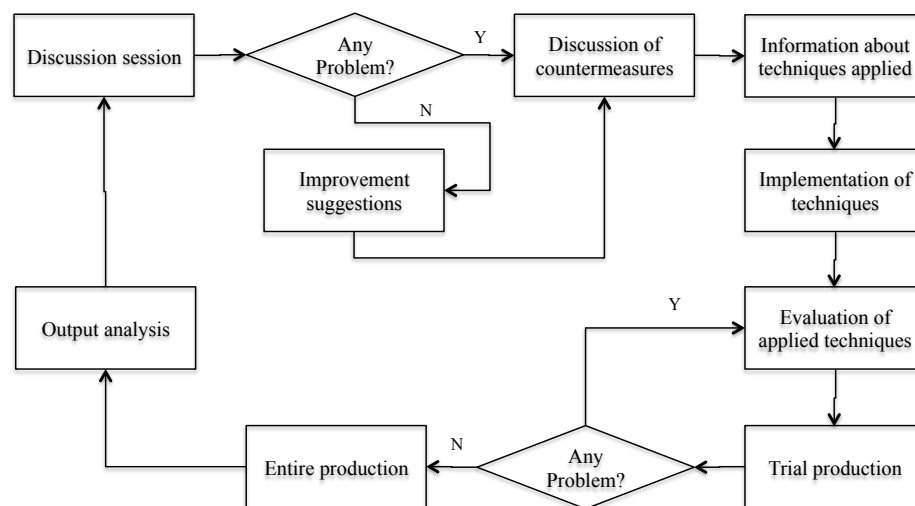 Discussion session
Any
Problem?
Y
Discussion of
countermeasures
Information about
techniques applied
N
Improvement
suggestions
Implementation of
techniques
Output analysis
Y
Evaluation of
applied techniques
Entire production
N
Any
Problem?
Trial production